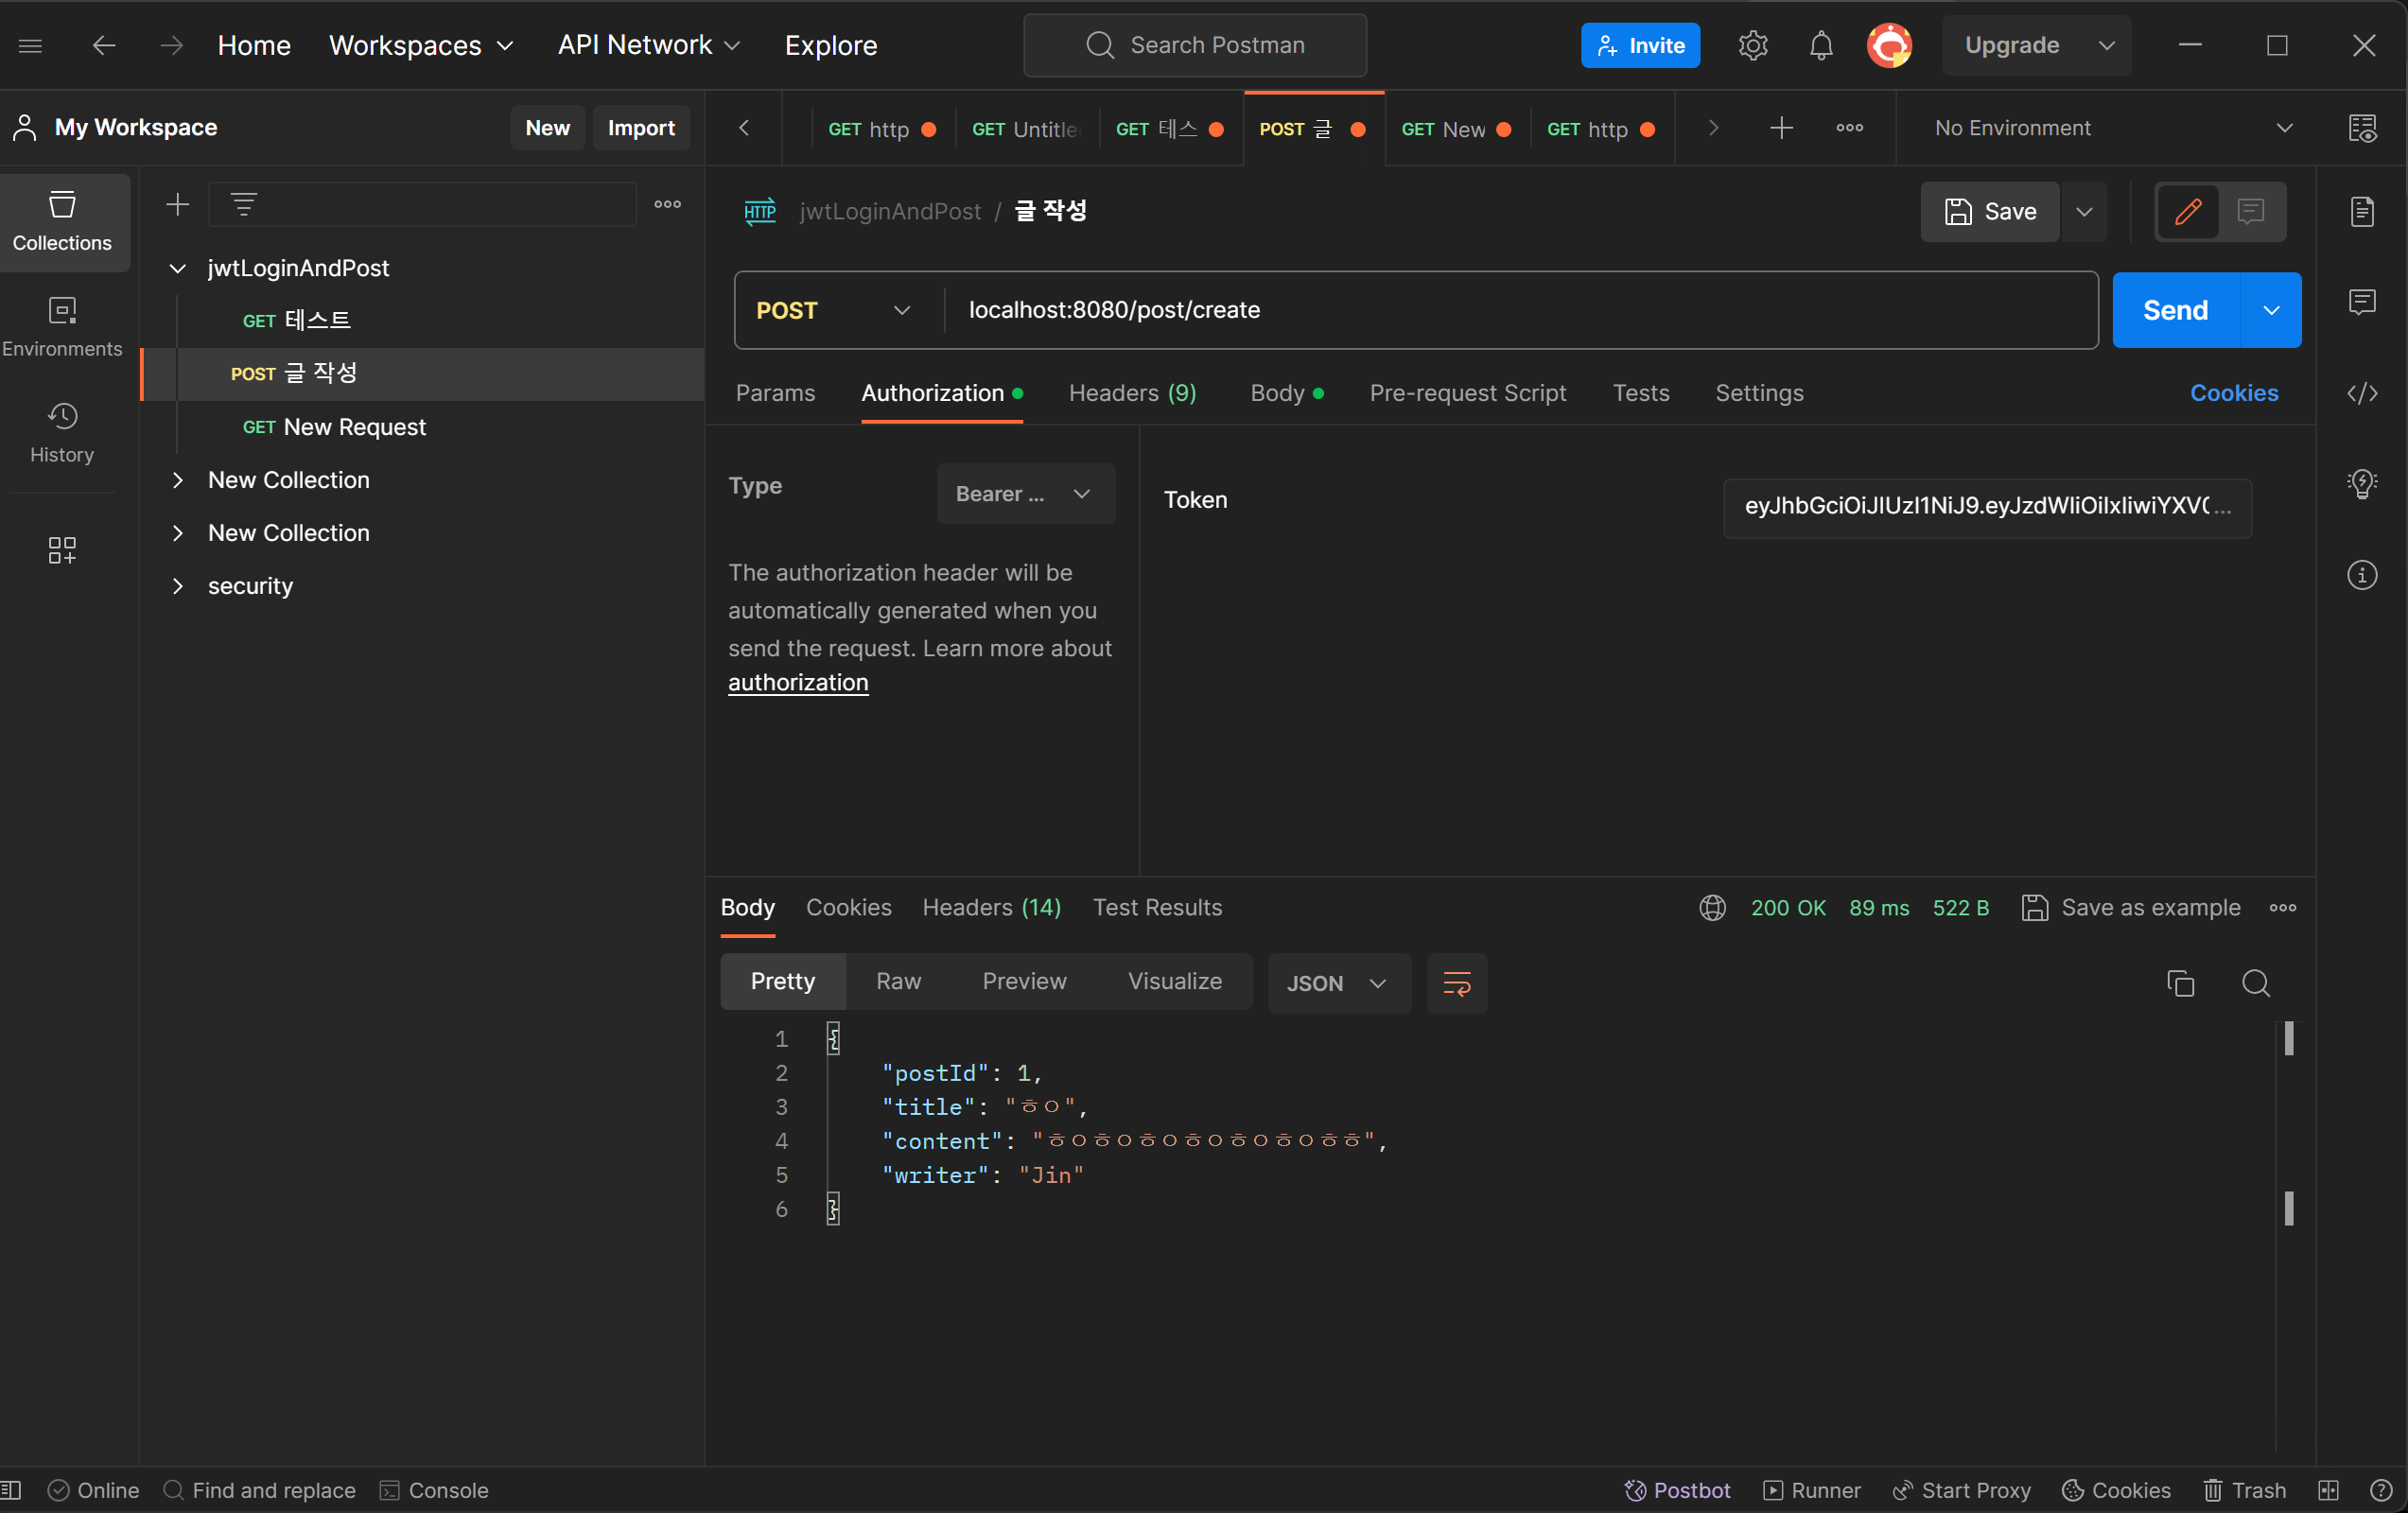 Home Workspaces API Network Explore Search Postman Invite Upgrade
My Workspace New Import GET http GET Untitle GET 테스 POST 글 GET New GET http No Environment
Collections
Environments
History
jwtLoginAndPost
GET 테스트
POST 글 작성
GET New Request
New Collection
New Collection
security
HTTP jwtLoginAndPost / 글 작성 Save
POST localhost:8080/post/create Send
Params Authorization Headers (9) Body Pre-request Script Tests Settings Cookies
Type Bearer ...
The authorization header will be
automatically generated when you
send the request. Learn more about
authorization
Token
Body Cookies Headers (14) Test Results 200 OK 89 ms 522 B Save as example
Pretty Raw Preview Visualize JSON
1 {
2 "postId": 1,
3 "title": "ㅎㅇ",
4 "content": "ㅎㅇㅎㅇㅎㅇㅎㅇㅎㅇㅎㅇㅎㅎ",
5 "writer": "Jin"
6 }
Online Find and replace Console Postbot Runner Start Proxy Cookies Trash